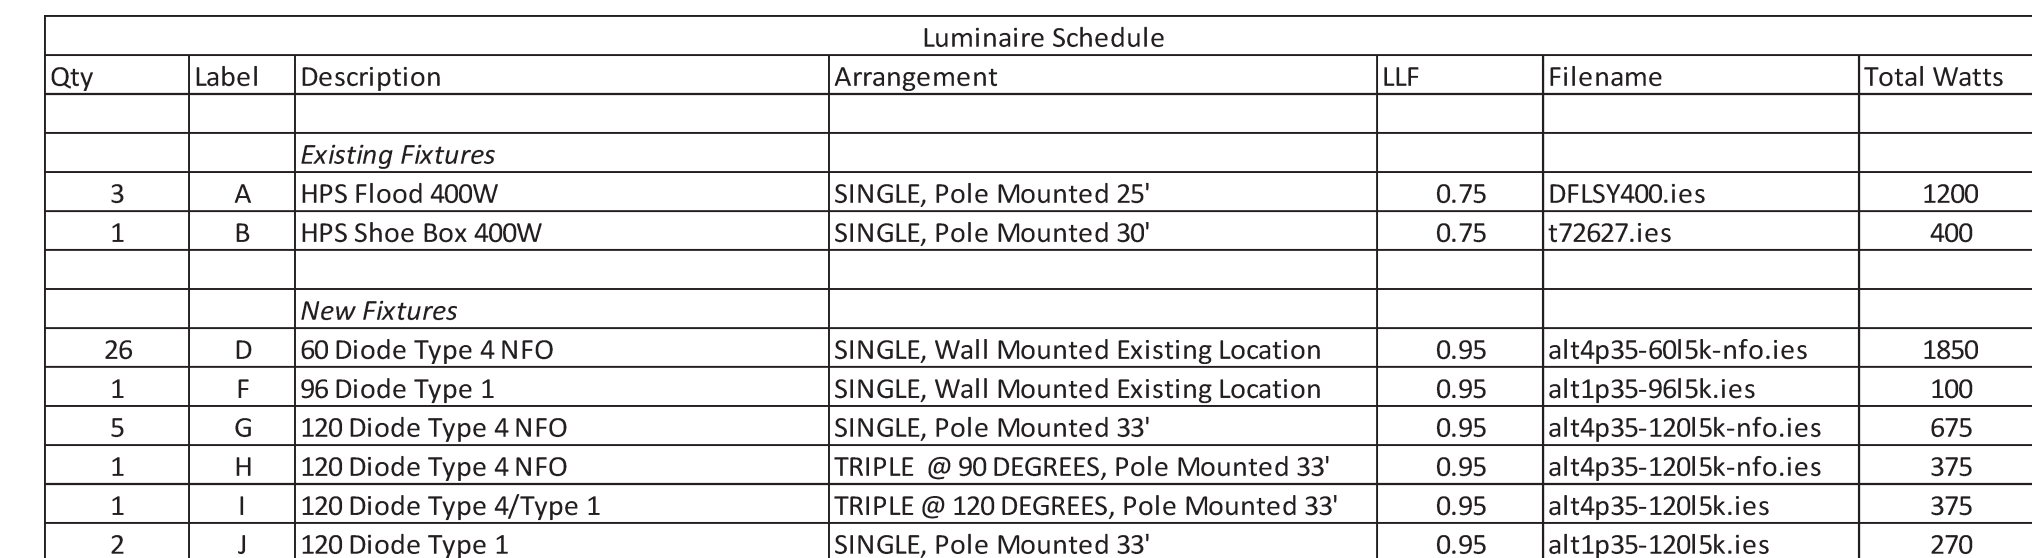 Luminaire Schedule
Qty Label Description Arrangement LLF Filename Total Watts
Existing Fixtures
3 A HPS Flood 400W SINGLE, Pole Mounted 25' 0.75 DFLSY400.ies 1200
1 B HPS Shoe Box 400W SINGLE, Pole Mounted 30' 0.75 t72627.ies 400
New Fixtures
26 D 60 Diode Type 4 NFO SINGLE, Wall Mounted Existing Location 0.95 alt4p35-60l5k-nfo.ies 1850
1 F 96 Diode Type 1 SINGLE, Wall Mounted Existing Location 0.95 alt1p35-96l5k.ies 100
5 G 120 Diode Type 4 NFO SINGLE, Pole Mounted 33' 0.95 alt4p35-120l5k-nfo.ies 675
1 H 120 Diode Type 4 NFO TRIPLE @ 90 DEGREES, Pole Mounted 33' 0.95 alt4p35-120l5k-nfo.ies 375
1 I 120 Diode Type 4/Type 1 TRIPLE @ 120 DEGREES, Pole Mounted 33' 0.95 alt4p35-120l5k.ies 375
2 J 120 Diode Type 1 SINGLE, Pole Mounted 33' 0.95 alt1p35-120l5k.ies 270